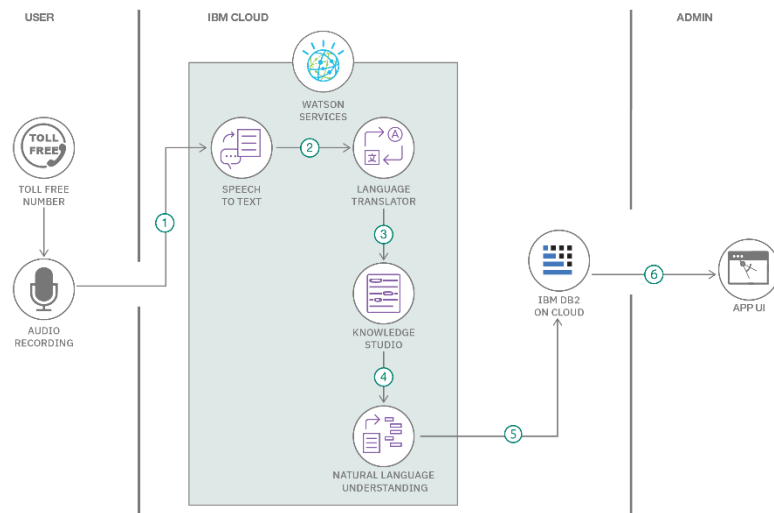 USER
IBM CLOUD
ADMIN
WATSON
SERVICES
TOLL
FREE
TOLL FREE
NUMBER
AUDIO
RECORDING
1
SPEECH
TO TEXT
2
A
文
LANGUAGE
TRANSLATOR
3
KNOWLEDGE
STUDIO
4
NATURAL LANGUAGE
UNDERSTANDING
5
IBM DB2
ON CLOUD
6
APP UI